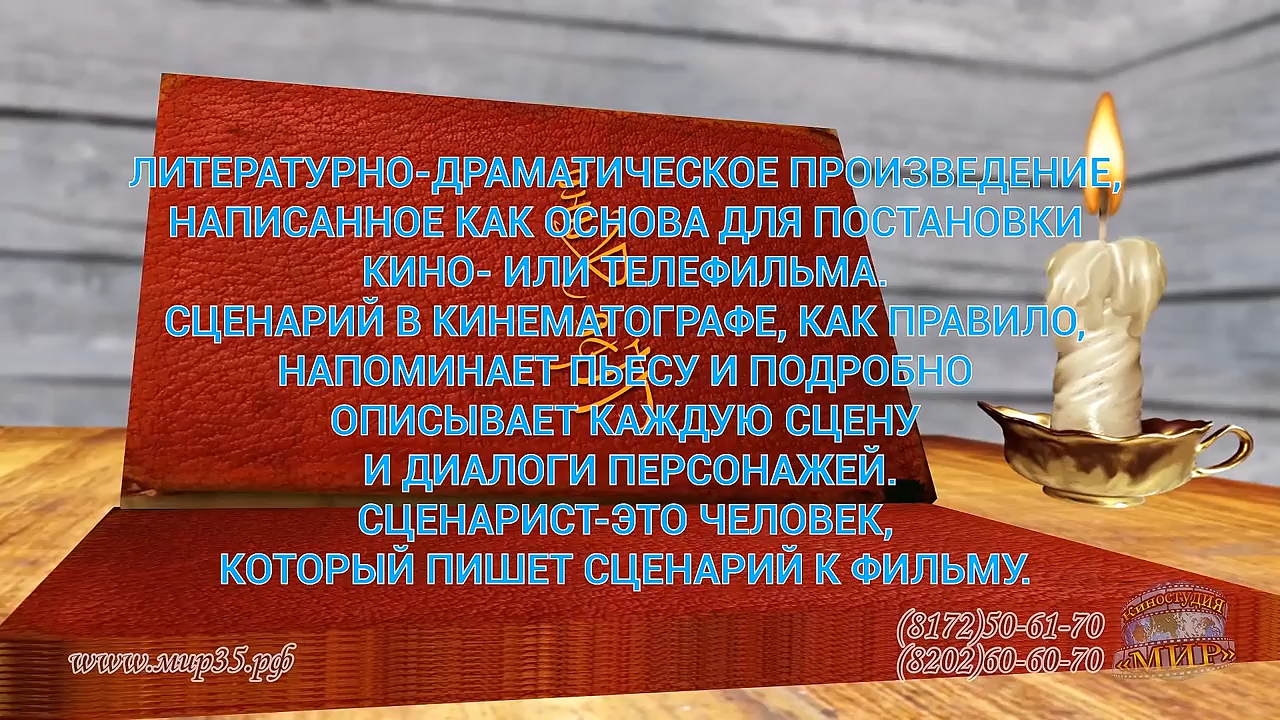 ЛИТЕРАТУРНО-ДРАМАТИЧЕСКОЕ ПРОИЗВЕДЕНИЕ,
НАПИСАННОЕ КАК ОСНОВА ДЛЯ ПОСТАНОВКИ
КИНО- ИЛИ ТЕЛЕФИЛЬМА.
СЦЕНАРИЙ В КИНЕМАТОГРАФЕ, КАК ПРАВИЛО,
НАПОМИНАЕТ ПЬЕСУ И ПОДРОБНО
ОПИСЫВАЕТ КАЖДУЮ СЦЕНУ
И ДИАЛОГИ ПЕРСОНАЖЕЙ.
СЦЕНАРИСТ-ЭТО ЧЕЛОВЕК,
КОТОРЫЙ ПИШЕТ СЦЕНАРИЙ К ФИЛЬМУ.
www.мир35.рф
(8172)50-61-70
(8202)60-60-70
Киностудия
«МИР»